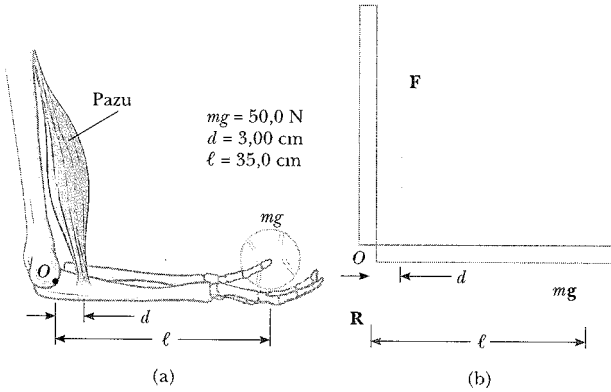 Pazu
mg = 50,0 N
d = 3,00 cm
ℓ = 35,0 cm
mg
O
d
ℓ
(a)
F
O
d
mg
R
ℓ
(b)